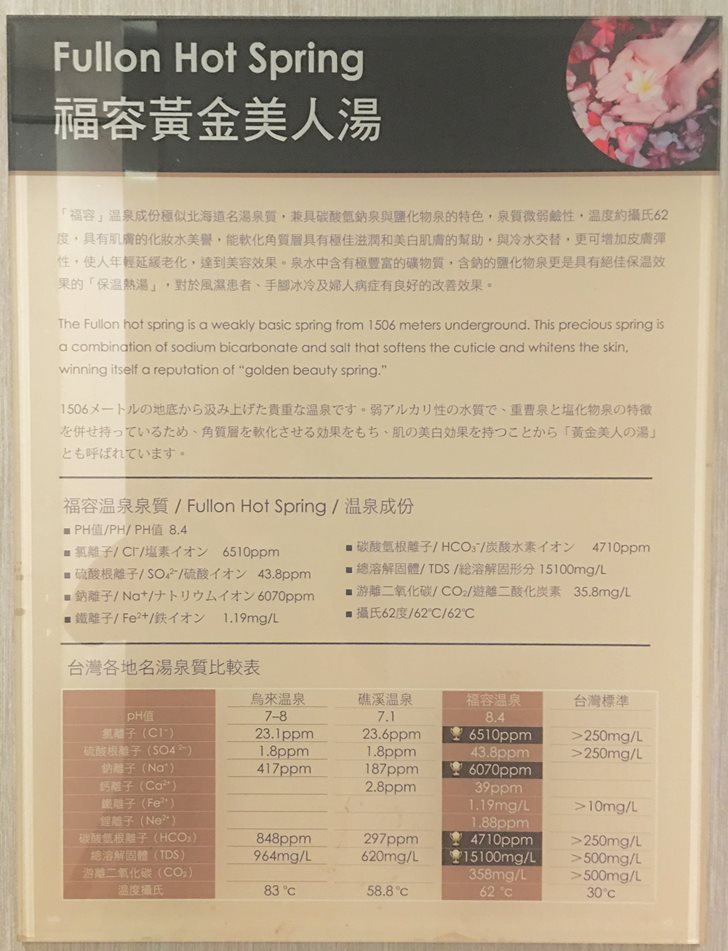 Fullon Hot Spring
福容黃金美人湯
「福容」温泉成份極似北海道名湯泉質，兼具碳酸氫鈉泉與鹽化物泉的特色，泉質微弱鹼性，温度約攝氏62
度，具有肌膚的化妝水美譽，能軟化角質層具有極佳滋潤和美白肌膚的幫助，與冷水交替，更可增加皮膚彈
性，使人年輕延緩老化，達到美容效果。泉水中含有極豐富的礦物質，含鈉的鹽化物泉更是具有絕佳保温效
果的「保温熱湯」，對於風濕患者、手腳冰冷及婦人病症有良好的改善效果。
The Fullon hot spring is a weakly basic spring from 1506 meters underground. This precious spring is
a combination of sodium bicarbonate and salt that softens the cuticle and whitens the skin,
winning itself a reputation of “golden beauty spring.”
1506メートルの地底から汲み上げた貴重な温泉です。弱アルカリ性の水質で、重曹泉と塩化物泉の特徴
を併せ持っているため、角質層を軟化させる効果をもち、肌の美白効果を持つことから「黃金美人の湯」
とも呼ばれています。
福容温泉泉質 / Fullon Hot Spring / 温泉成份
■ PH值/PH/ PH値 8.4
■ 氯離子/ Cl⁻/塩素イオン 6510ppm ■ 碳酸氫根離子/ HCO₃⁻/炭酸水素イオン 4710ppm
■ 硫酸根離子/ SO₄²⁻/硫酸イオン 43.8ppm ■ 總溶解固體/ TDS /総溶解固形分 15100mg/L
■ 鈉離子/ Na⁺/ナトリウムイオン 6070ppm ■ 游離二氧化碳/ CO₂/遊離二酸化炭素 35.8mg/L
■ 鐵離子/ Fe²⁺/鉄イオン 1.19mg/L ■ 攝氏62度/62℃/62℃
台灣各地名湯泉質比較表
烏來温泉 礁溪温泉 福容温泉 台灣標準
pH值 7–8 7.1 8.4
氯離子（C1⁻） 23.1ppm 23.6ppm 6510ppm >250mg/L
硫酸根離子（SO4 ²⁻） 1.8ppm 1.8ppm 43.8ppm >250mg/L
鈉離子（Na⁺） 417ppm 187ppm 6070ppm
鈣離子（Ca²⁺） 2.8ppm 39ppm
鐵離子（Fe²⁺） 1.19mg/L >10mg/L
鋰離子（Ne²⁺） 1.88ppm
碳酸氫根離子（HCO₃） 848ppm 297ppm 4710ppm >250mg/L
總溶解固體（TDS） 964mg/L 620mg/L 15100mg/L >500mg/L
游離二氧化碳（CO₂） 358mg/L >500mg/L
温度攝氏 83 ℃ 58.8℃ 62 ℃ 30℃